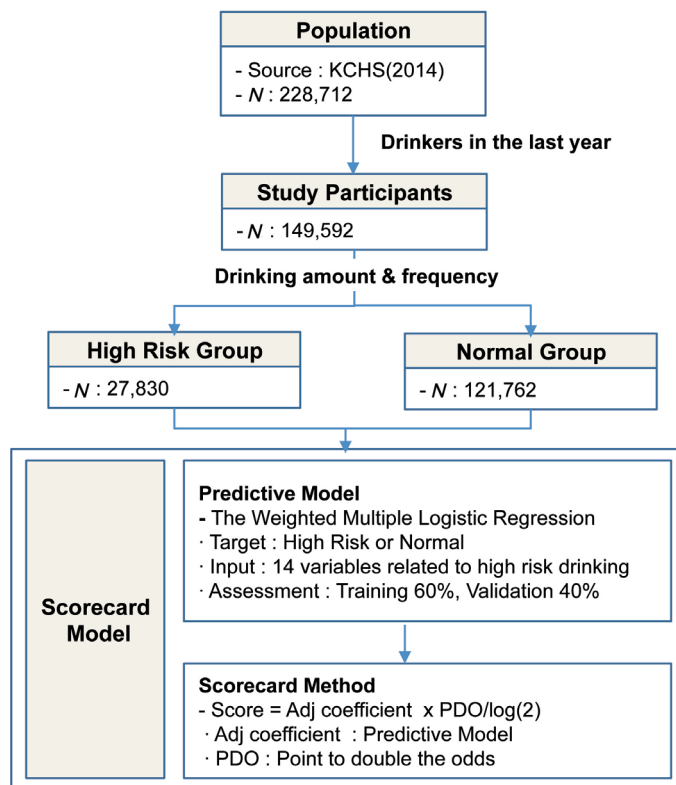 Population
- Source : KCHS(2014)
- N : 228,712
Drinkers in the last year
Study Participants
- N : 149,592
Drinking amount & frequency
High Risk Group
- N : 27,830
Normal Group
- N : 121,762
Scorecard
Model
Predictive Model
- The Weighted Multiple Logistic Regression
· Target : High Risk or Normal
· Input : 14 variables related to high risk drinking
· Assessment : Training 60%, Validation 40%
Scorecard Method
- Score = Adj coefficient x PDO/log(2)
· Adj coefficient : Predictive Model
· PDO : Point to double the odds